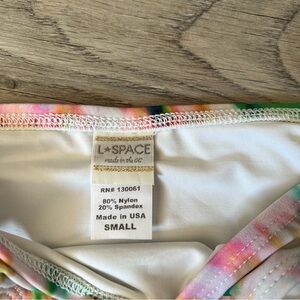 L★SPACE
made in the OC
RN# 130061
80% Nylon
20% Spandex
Made in USA
SMALL